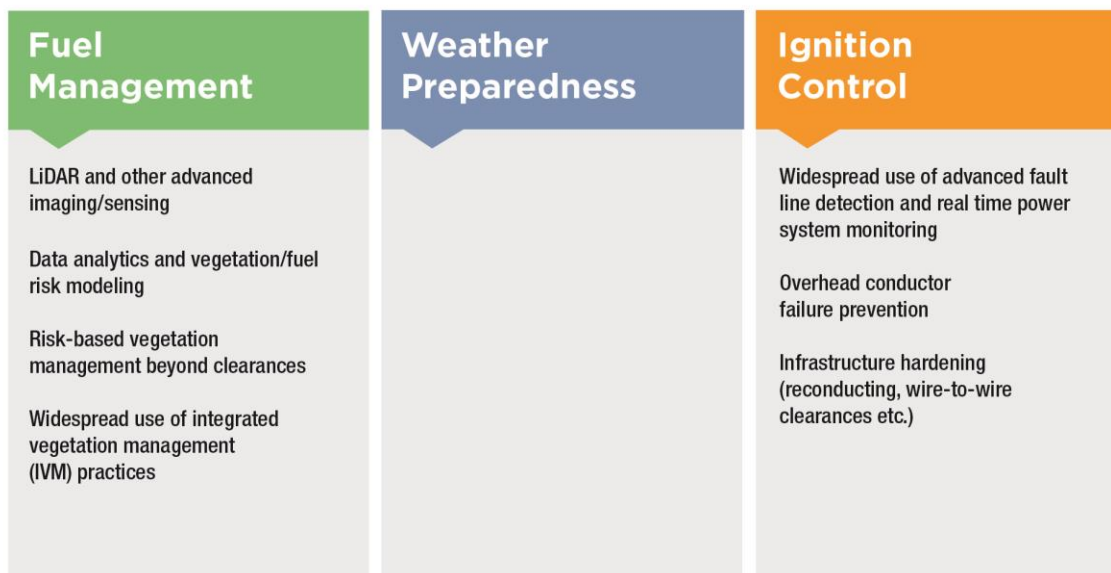 Fuel
Management
LiDAR and other advanced
imaging/sensing
Data analytics and vegetation/fuel
risk modeling
Risk-based vegetation
management beyond clearances
Widespread use of integrated
vegetation management
(IVM) practices
Weather
Preparedness
Ignition
Control
Widespread use of advanced fault
line detection and real time power
system monitoring
Overhead conductor
failure prevention
Infrastructure hardening
(reconducting, wire-to-wire
clearances etc.)